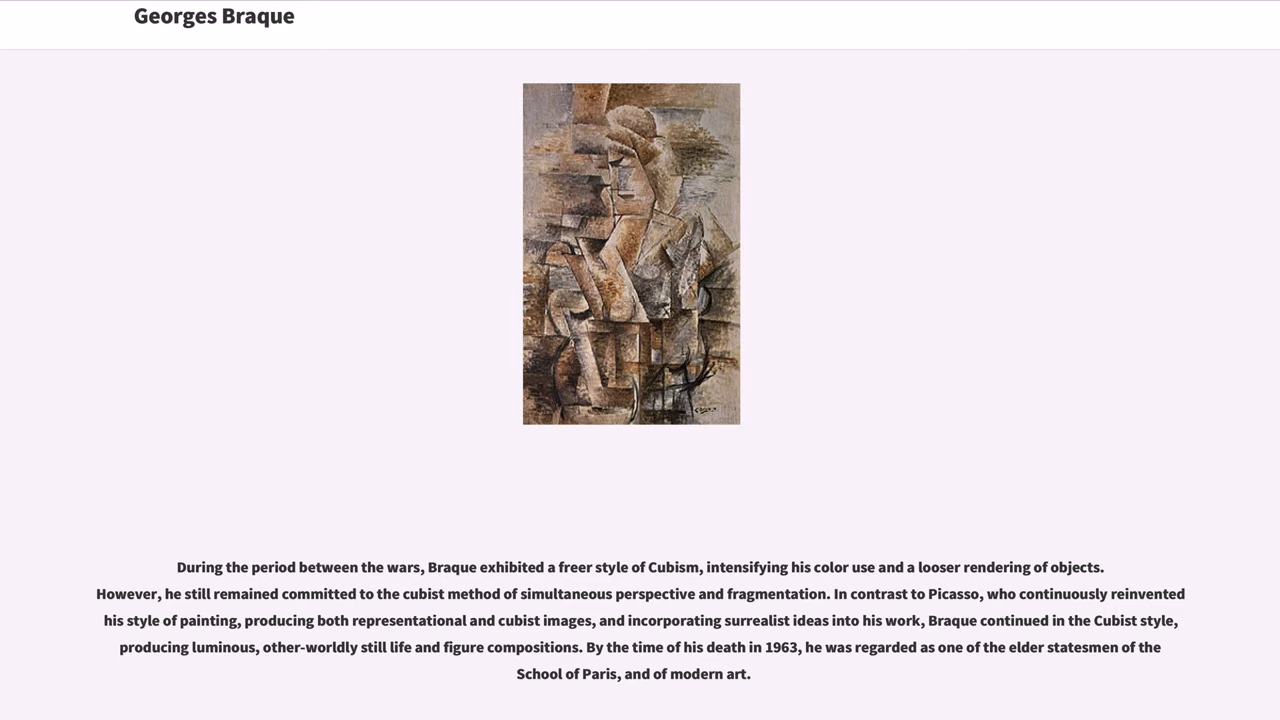 Georges Braque
During the period between the wars, Braque exhibited a freer style of Cubism, intensifying his color use and a looser rendering of objects.
However, he still remained committed to the cubist method of simultaneous perspective and fragmentation. In contrast to Picasso, who continuously reinvented
his style of painting, producing both representational and cubist images, and incorporating surrealist ideas into his work, Braque continued in the Cubist style,
producing luminous, other-worldly still life and figure compositions. By the time of his death in 1963, he was regarded as one of the elder statesmen of the
School of Paris, and of modern art.